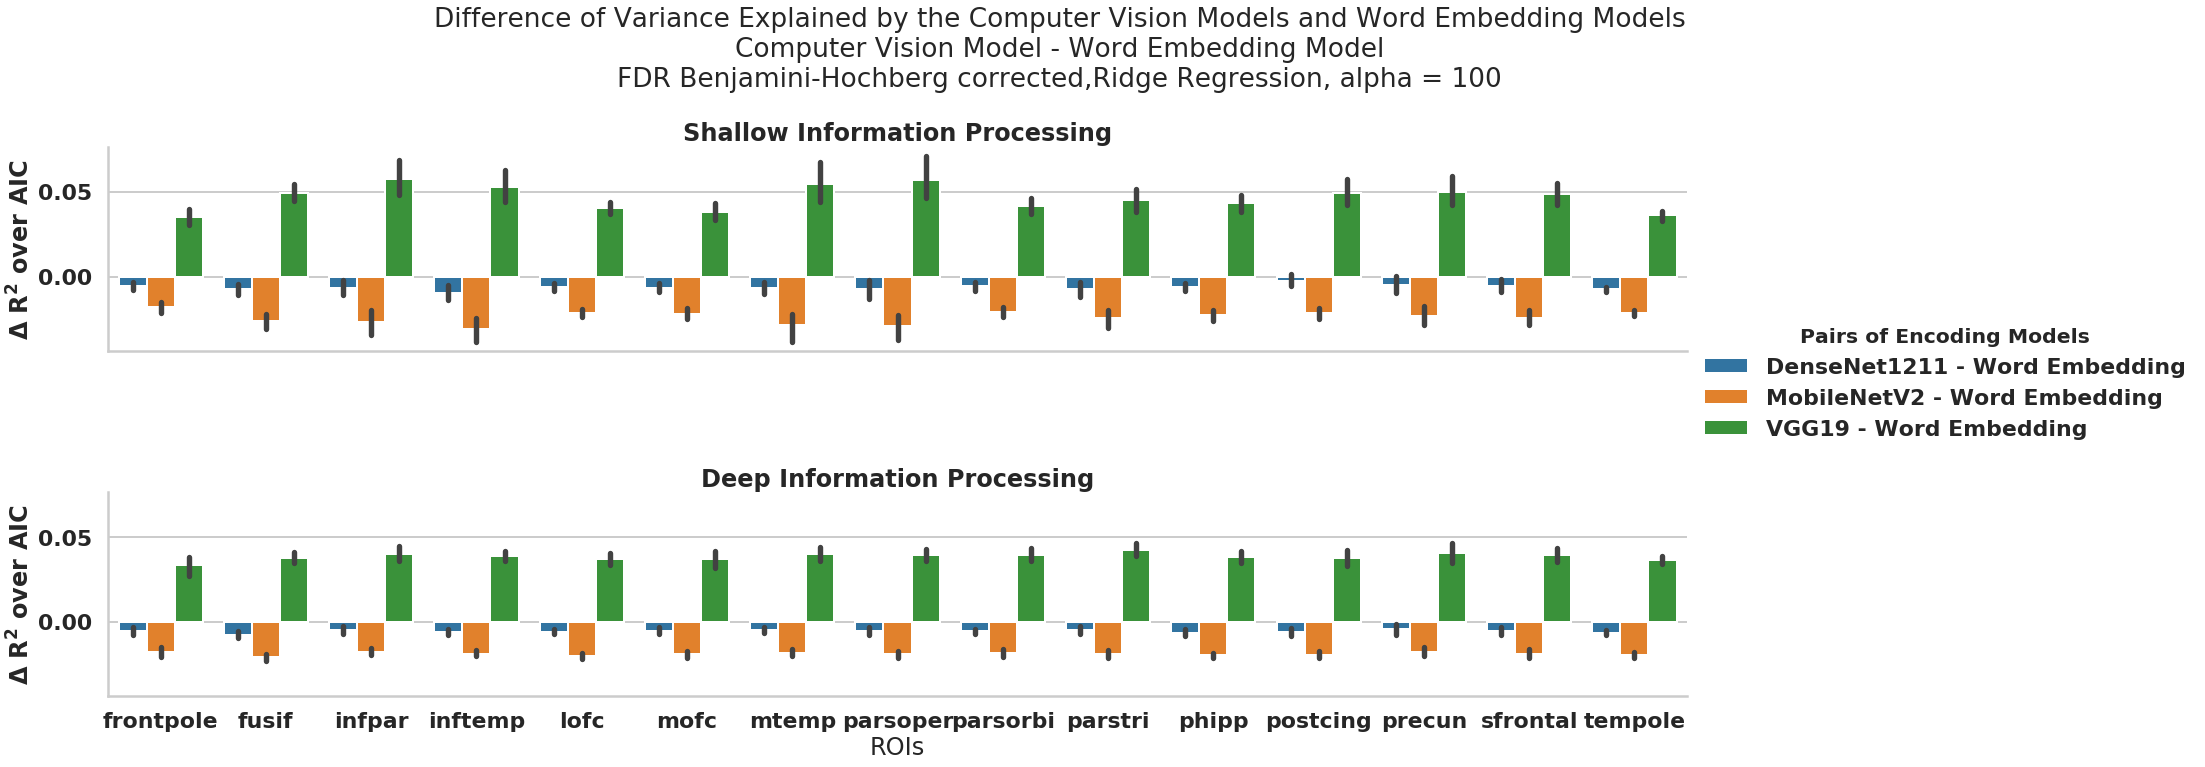 Difference of Variance Explained by the Computer Vision Models and Word Embedding Models
Computer Vision Model - Word Embedding Model
FDR Benjamini-Hochberg corrected,Ridge Regression, alpha = 100
Shallow Information Processing
Δ R² over AIC
0.05
0.00
Pairs of Encoding Models
DenseNet1211 - Word Embedding
MobileNetV2 - Word Embedding
VGG19 - Word Embedding
Deep Information Processing
Δ R² over AIC
0.05
0.00
frontpole fusif infpar inftemp lofc mofc mtemp parsoper parsorbi parstri phipp postcing precun sfrontal tempole
ROIs